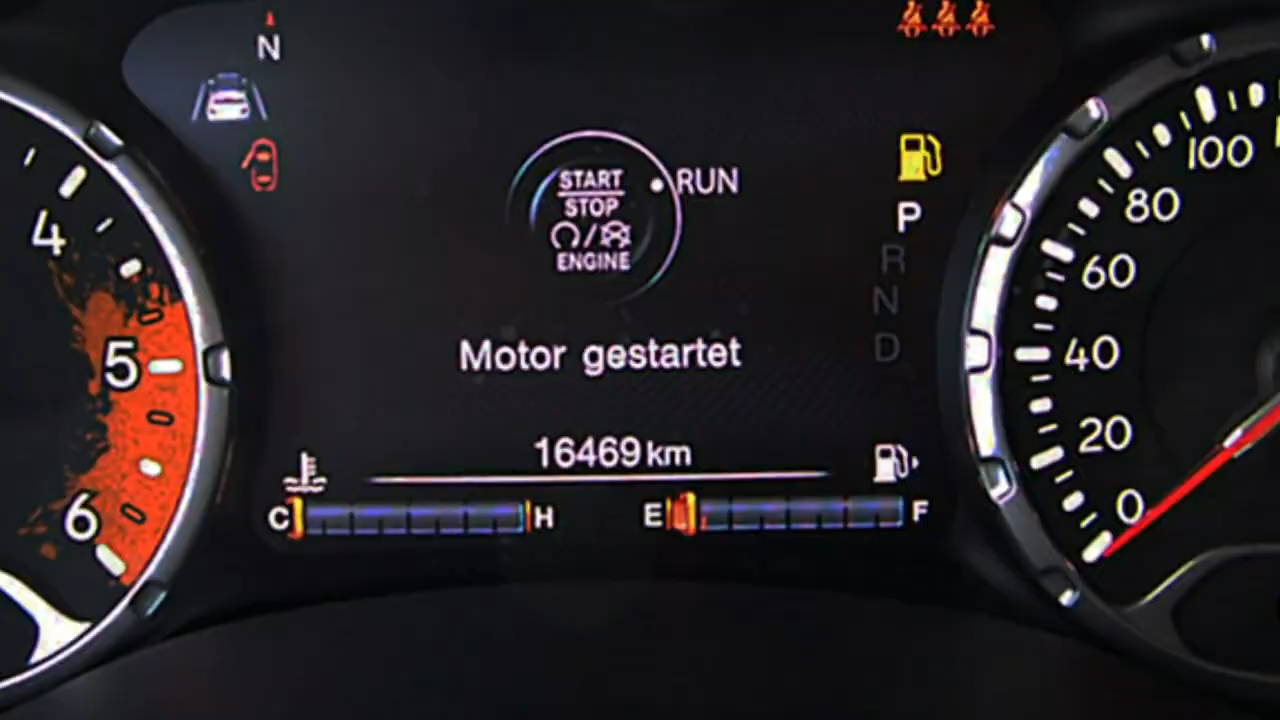 N
START
STOP
ENGINE
RUN
Motor gestartet
16469 km
C H
E F
P
R
N
D
4
5
6
100
80
60
40
20
0